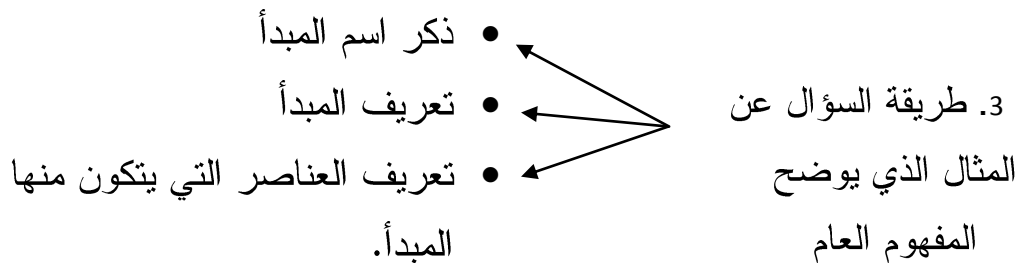 3. طريقة السؤال عن
المثال الذي يوضح
المفهوم العام
• ذكر اسم المبدأ
• تعريف المبدأ
• تعريف العناصر التي يتكون منها
المبدأ.